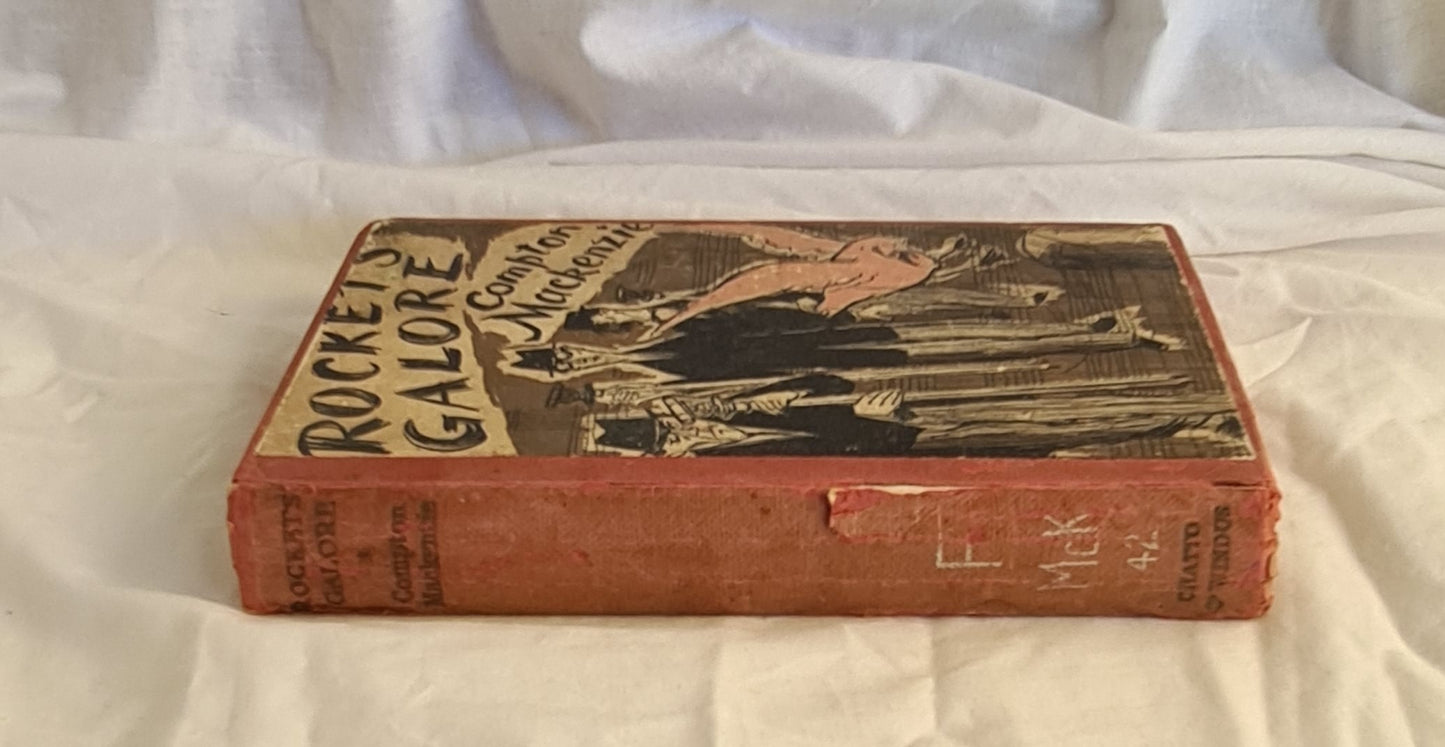 ROCKETS
GALORE
Compton
Mackenzie
ROCKETS
GALORE
Compton
Mackenzie
F
McK
42
CHATTO
& WINDUS